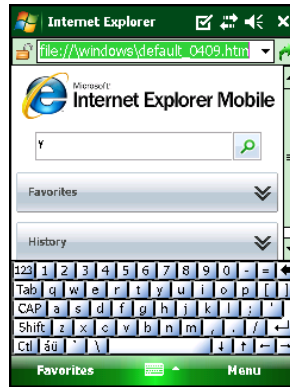 Internet Explorer
file://\windows\default_0409.htm
Microsoft
Internet Explorer Mobile
y
Favorites
History
123 1 2 3 4 5 6 7 8 9 0 - =
Tab q w e r t y u i o p [ ]
CAP a s d f g h j k l ; '
Shift z x c v b n m , . /
Ctl áü ` \
Favorites Menu